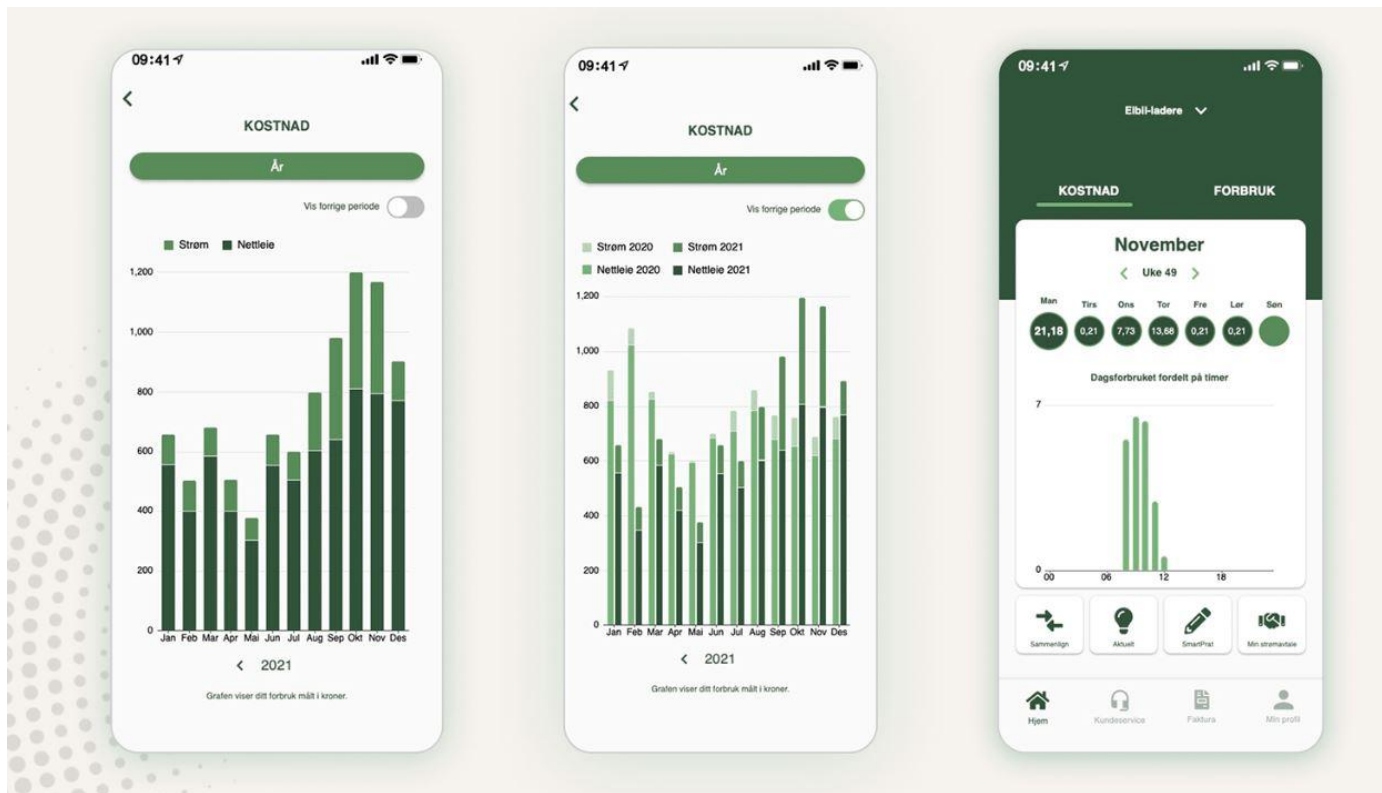 09:41
KOSTNAD
År
Vis forrige periode
Strøm Nettleie
1,200
1,000
800
600
400
200
0
Jan Feb Mar Apr Mai Jun Jul Aug Sep Okt Nov Des
2021
Grafen viser ditt forbruk målt i kroner.
09:41
KOSTNAD
År
Vis forrige periode
Strøm 2020 Strøm 2021
Nettleie 2020 Nettleie 2021
1,200
1,000
800
600
400
200
0
Jan Feb Mar Apr Mai Jun Jul Aug Sep Okt Nov Des
2021
Grafen viser ditt forbruk målt i kroner.
09:41
Elbil-ladere
KOSTNAD FORBRUK
November
Uke 49
Man Tirs Ons Tor Fre Lør Søn
21,18 0,21 7,73 13,68 0,21 0,21
Dagsforbruket fordelt på timer
7
0
00 06 12 18
Sammenlign Aktuelt SmartPrat Min strømavtale
Hjem Kundeservice Faktura Min profil